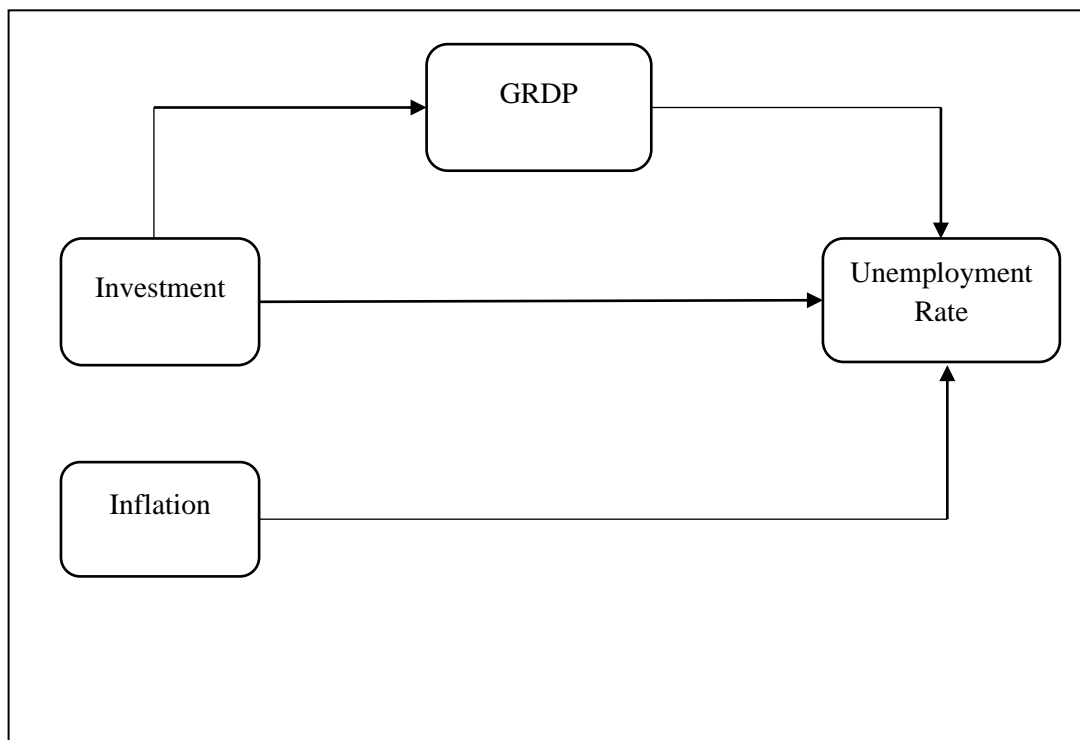 GRDP
Investment
Unemployment
Rate
Inflation